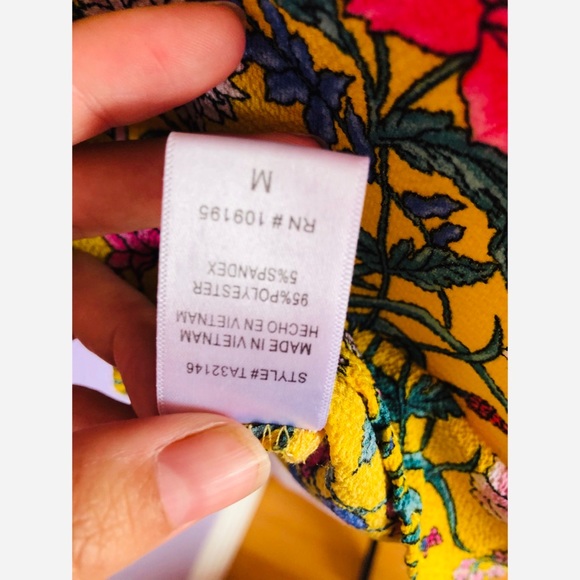 M
RN # 109195
95%POLYESTER
5%SPANDEX
MADE IN VIETNAM
HECHO EN VIETNAM
STYLE# TA32146